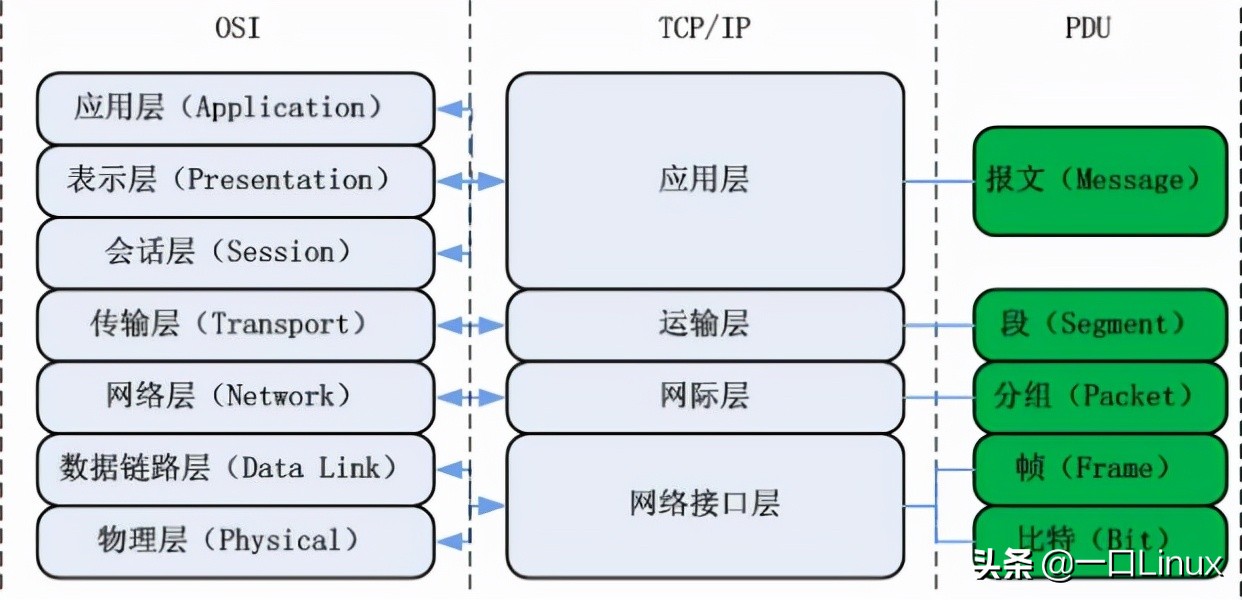 OSI TCP/IP PDU
应用层（Application）
表示层（Presentation） 应用层 报文（Message）
会话层（Session）
传输层（Transport） 运输层 段（Segment）
网络层（Network） 网际层 分组（Packet）
数据链路层（Data Link） 帧（Frame）
网络接口层
物理层（Physical） 比特（Bit）
头条 @一口Linux